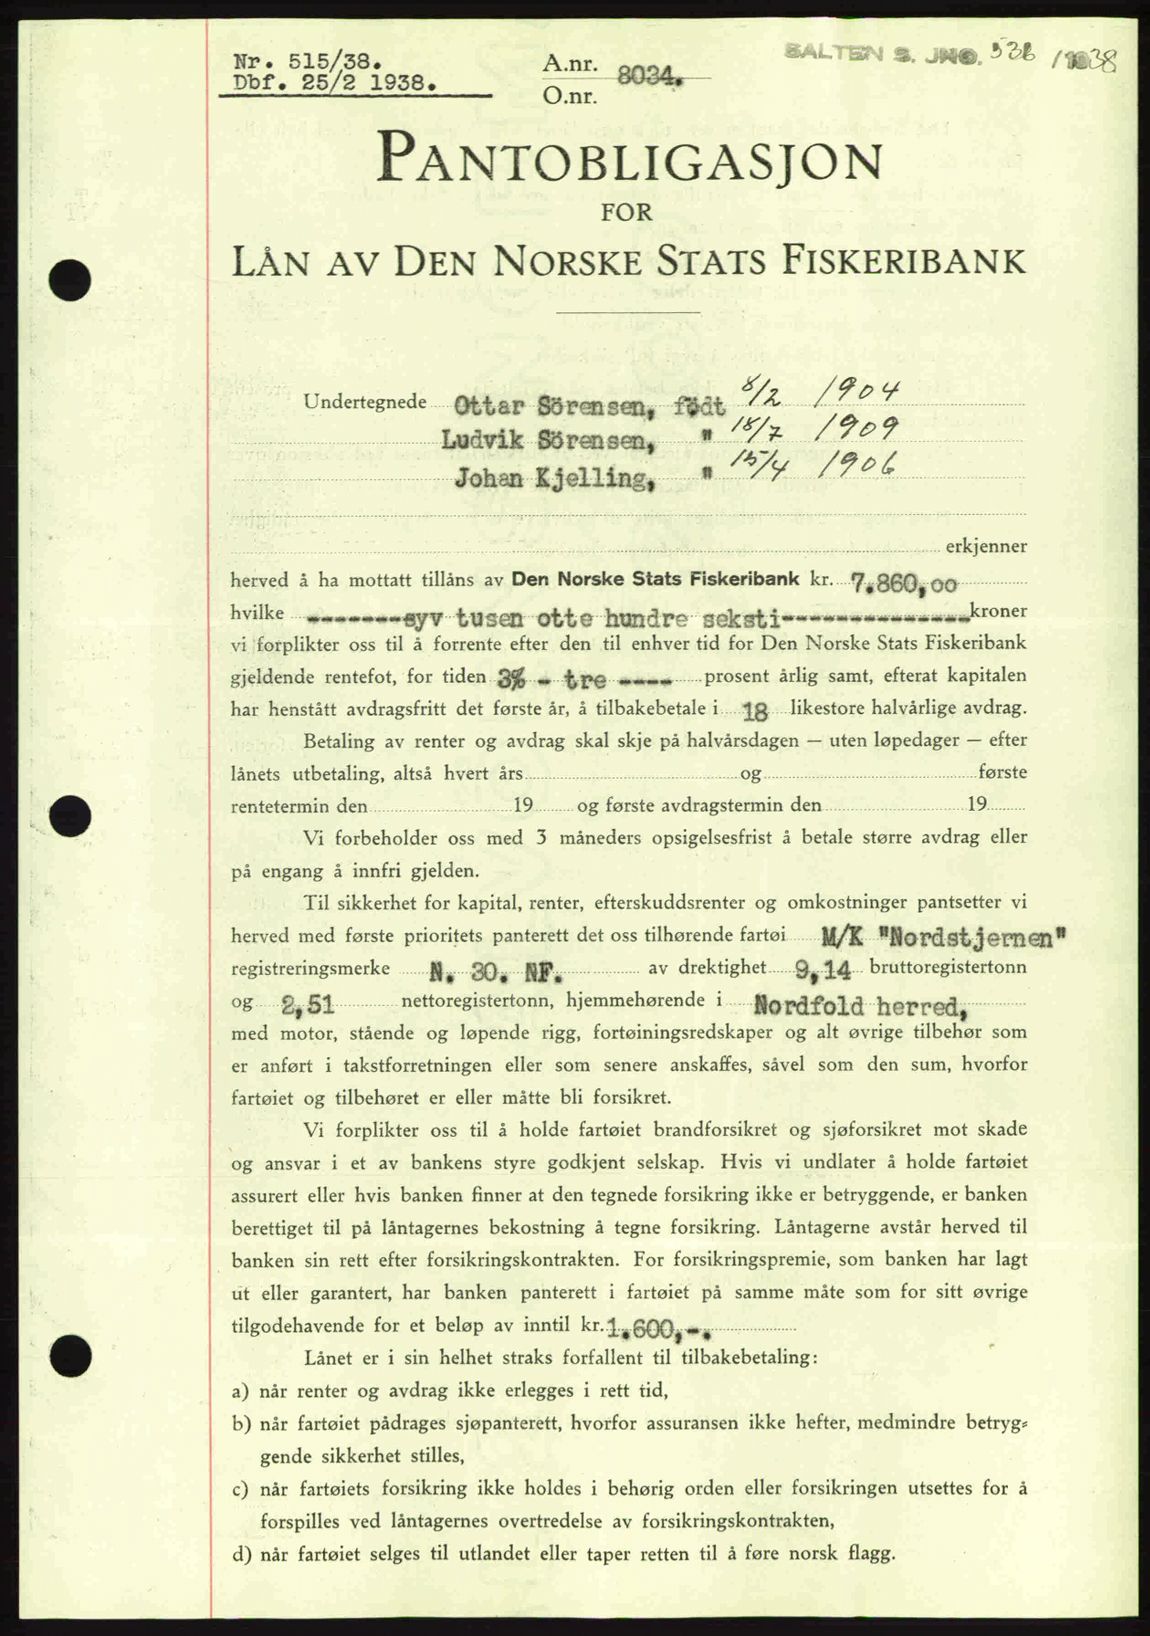 Nr. 515/38.
Dbf. 25/2 1938.
A.nr.
8034.
O.nr.
SALTEN S. JNO. 536 /1938
PANTOBLIGASJON
FOR
LÅN AV DEN NORSKE STATS FISKERIBANK
Undertegnede Ottar Sörensen, födt 8/2 1904
Ludvik Sörensen, " 18/7 1909
Johan Kjelling, " 15/4 1906
erkjenner
herved å ha mottatt tillåns av Den Norske Stats Fiskeribank kr. 7.860,00
hvilke -------syv tusen otte hundre seksti--------------kroner
vi forplikter oss til å forrente efter den til enhver tid for Den Norske Stats Fiskeribank
gjeldende rentefot, for tiden 3% - tre ---- prosent årlig samt, efterat kapitalen
har henstått avdragsfritt det første år, å tilbakebetale i 18 likestore halvårlige avdrag.
Betaling av renter og avdrag skal skje på halvårsdagen — uten løpedager — efter
lånets utbetaling, altså hvert års og første
rentetermin den 19 og første avdragstermin den 19
Vi forbeholder oss med 3 måneders opsigelsesfrist å betale større avdrag eller
på engang å innfri gjelden.
Til sikkerhet for kapital, renter, efterskuddsrenter og omkostninger pantsetter vi
herved med første prioritets panterett det oss tilhørende fartøi M/K "Nordstjernen"
registreringsmerke N. 30. NF. av drektighet 9,14 bruttoregistertonn
og 2,51 nettoregistertonn, hjemmehørende i Nordfold herred,
med motor, stående og løpende rigg, fortøiningsredskaper og alt øvrige tilbehør som
er anført i takstforretningen eller som senere anskaffes, såvel som den sum, hvorfor
fartøiet og tilbehøret er eller måtte bli forsikret.
Vi forplikter oss til å holde fartøiet brandforsikret og sjøforsikret mot skade
og ansvar i et av bankens styre godkjent selskap. Hvis vi undlater å holde fartøiet
assurert eller hvis banken finner at den tegnede forsikring ikke er betryggende, er banken
berettiget til på låntagernes bekostning å tegne forsikring. Låntagerne avstår herved til
banken sin rett efter forsikringskontrakten. For forsikringspremie, som banken har lagt
ut eller garantert, har banken panterett i fartøiet på samme måte som for sitt øvrige
tilgodehavende for et beløp av inntil kr. 1.600,-.
Lånet er i sin helhet straks forfallent til tilbakebetaling:
a) når renter og avdrag ikke erlegges i rett tid,
b) når fartøiet pådrages sjøpanterett, hvorfor assuransen ikke hefter, medmindre betryg-
gende sikkerhet stilles,
c) når fartøiets forsikring ikke holdes i behørig orden eller forsikringen utsettes for å
forspilles ved låntagernes overtredelse av forsikringskontrakten,
d) når fartøiet selges til utlandet eller taper retten til å føre norsk flagg.